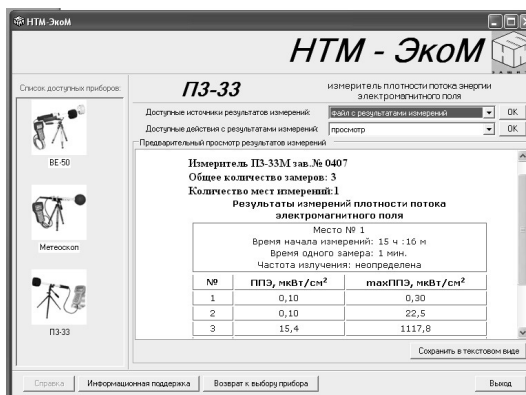 НТМ-ЭкоМ
НТМ - ЭкоМ
Список доступных приборов:
ВЕ-50
Метеоскоп
П3-33
П3-33
измеритель плотности потока энергии
электромагнитного поля
Доступные источники результатов измерений:
Файл с результатами измерений
OK
Доступные действия с результатами измерений:
просмотр
OK
Предварительный просмотр результатов измерений
Измеритель П3-33М зав.№ 0407
Общее количество замеров: 3
Количество мест измерений:1
Результаты измерений плотности потока
электромагнитного поля
Место № 1
Время начала измерений: 15 ч :16 м
Время одного замера: 1 мин.
Частота излучения: неопределена
№ ППЭ, мкВт/см² maxППЭ, мкВт/см²
1 0,10 0,30
2 0,10 22,5
3 15,4 1117,8
Сохранить в текстовом виде
Справка
Информационная поддержка
Возврат к выбору прибора
Выход